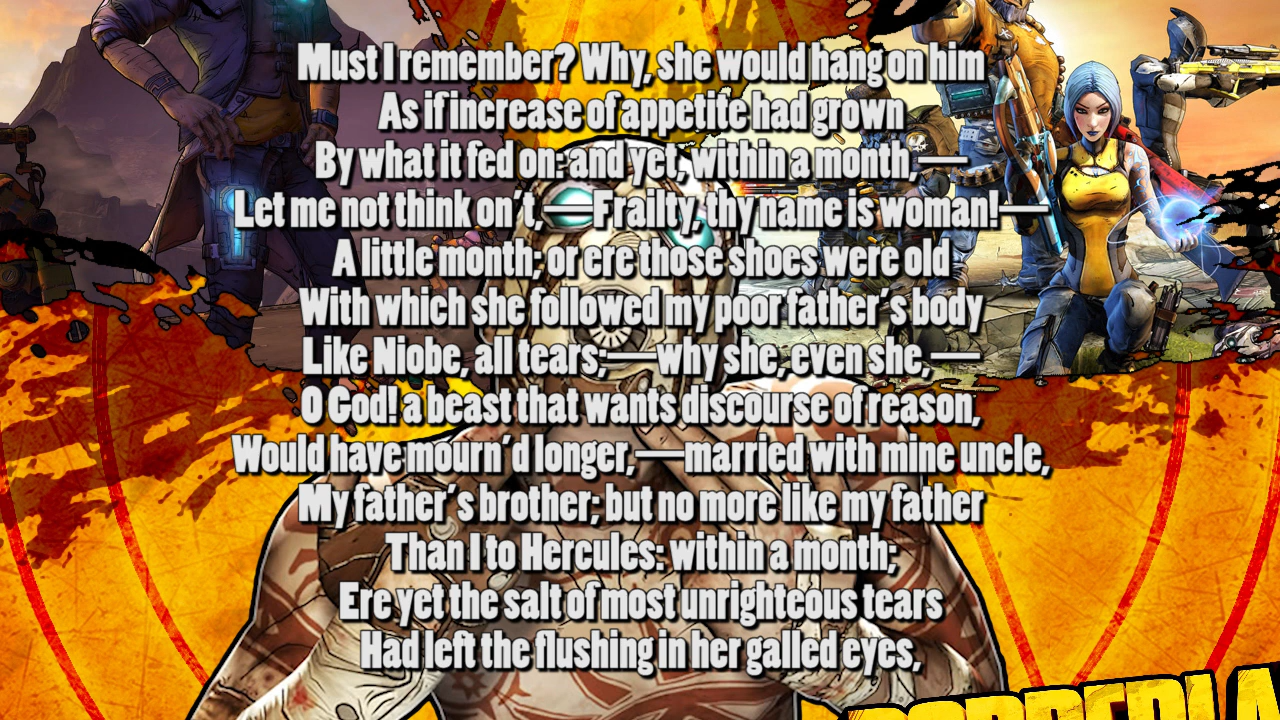 Must I remember? Why, she would hang on him
As if increase of appetite had grown
By what it fed on: and yet, within a month, —
Let me not think on't,—Frailty, thy name is woman!—
A little month; or ere those shoes were old
With which she followed my poor father's body
Like Niobe, all tears;—why she, even she,—
O God! a beast that wants discourse of reason,
Would have mourn'd longer,—married with mine uncle,
My father's brother; but no more like my father
Than I to Hercules: within a month;
Ere yet the salt of most unrighteous tears
Had left the flushing in her galled eyes,